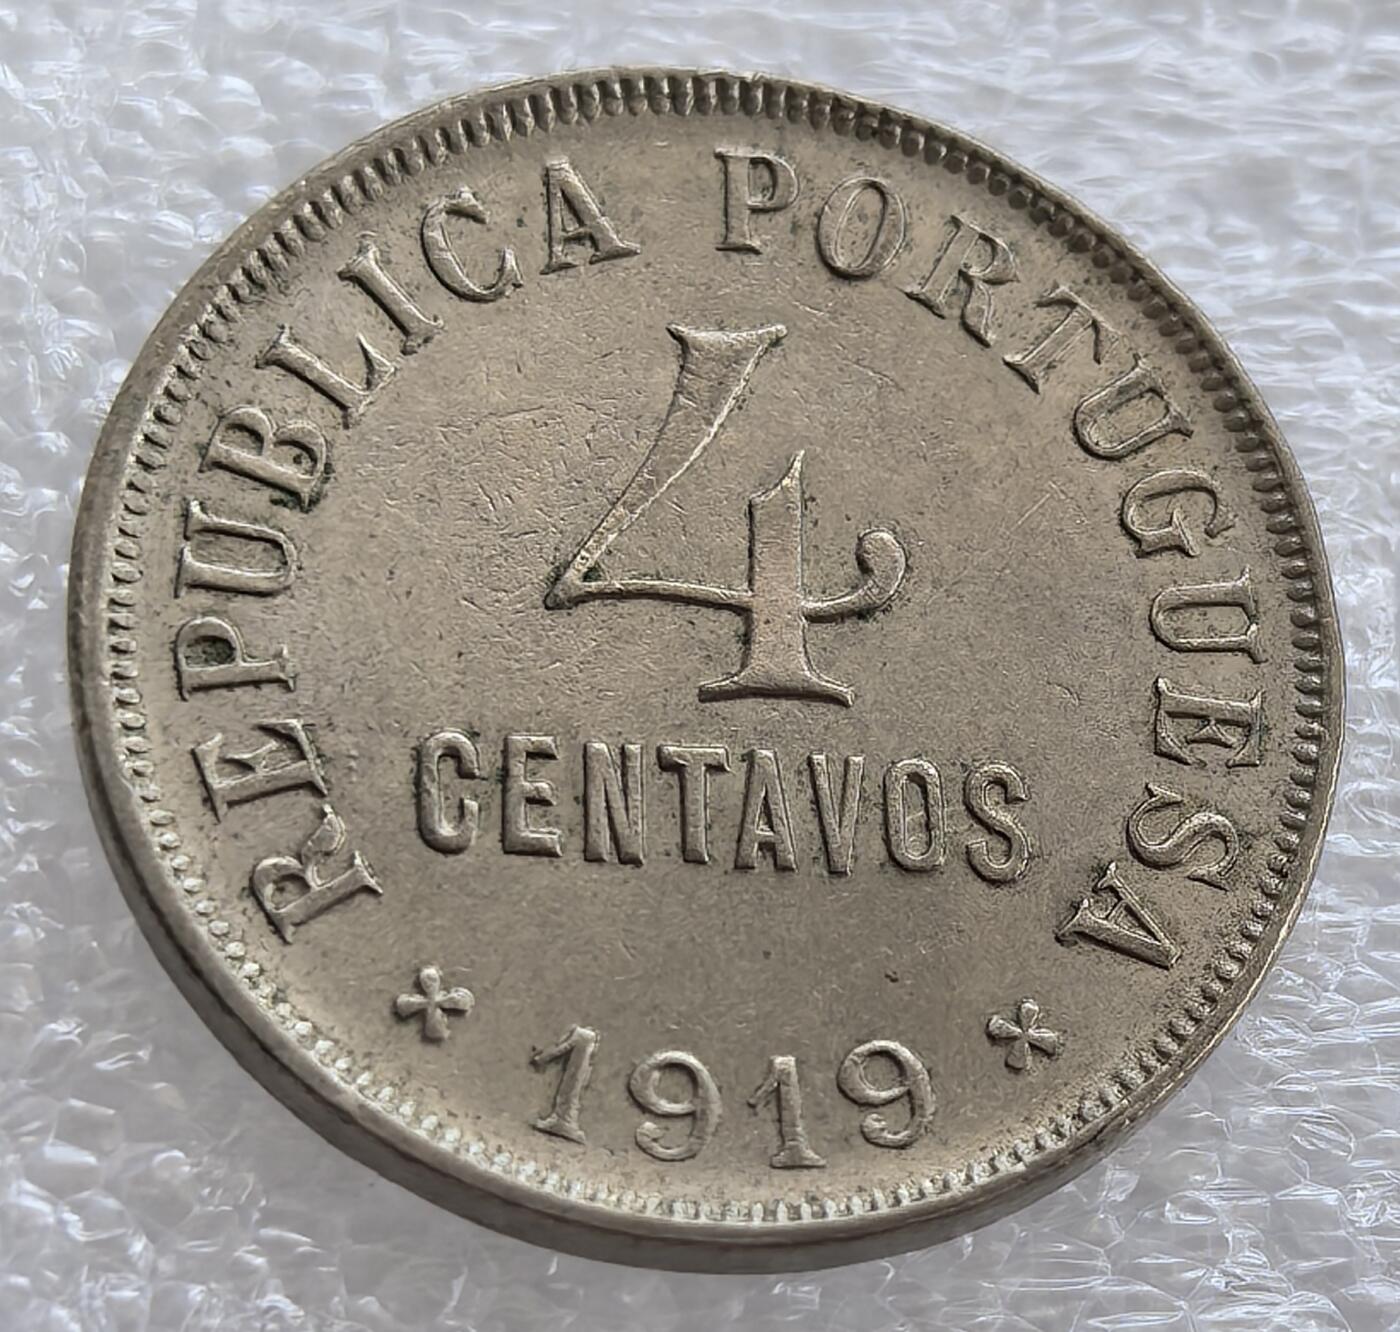 REPUBLICA PORTUGUESA
4
CENTAVOS
1919